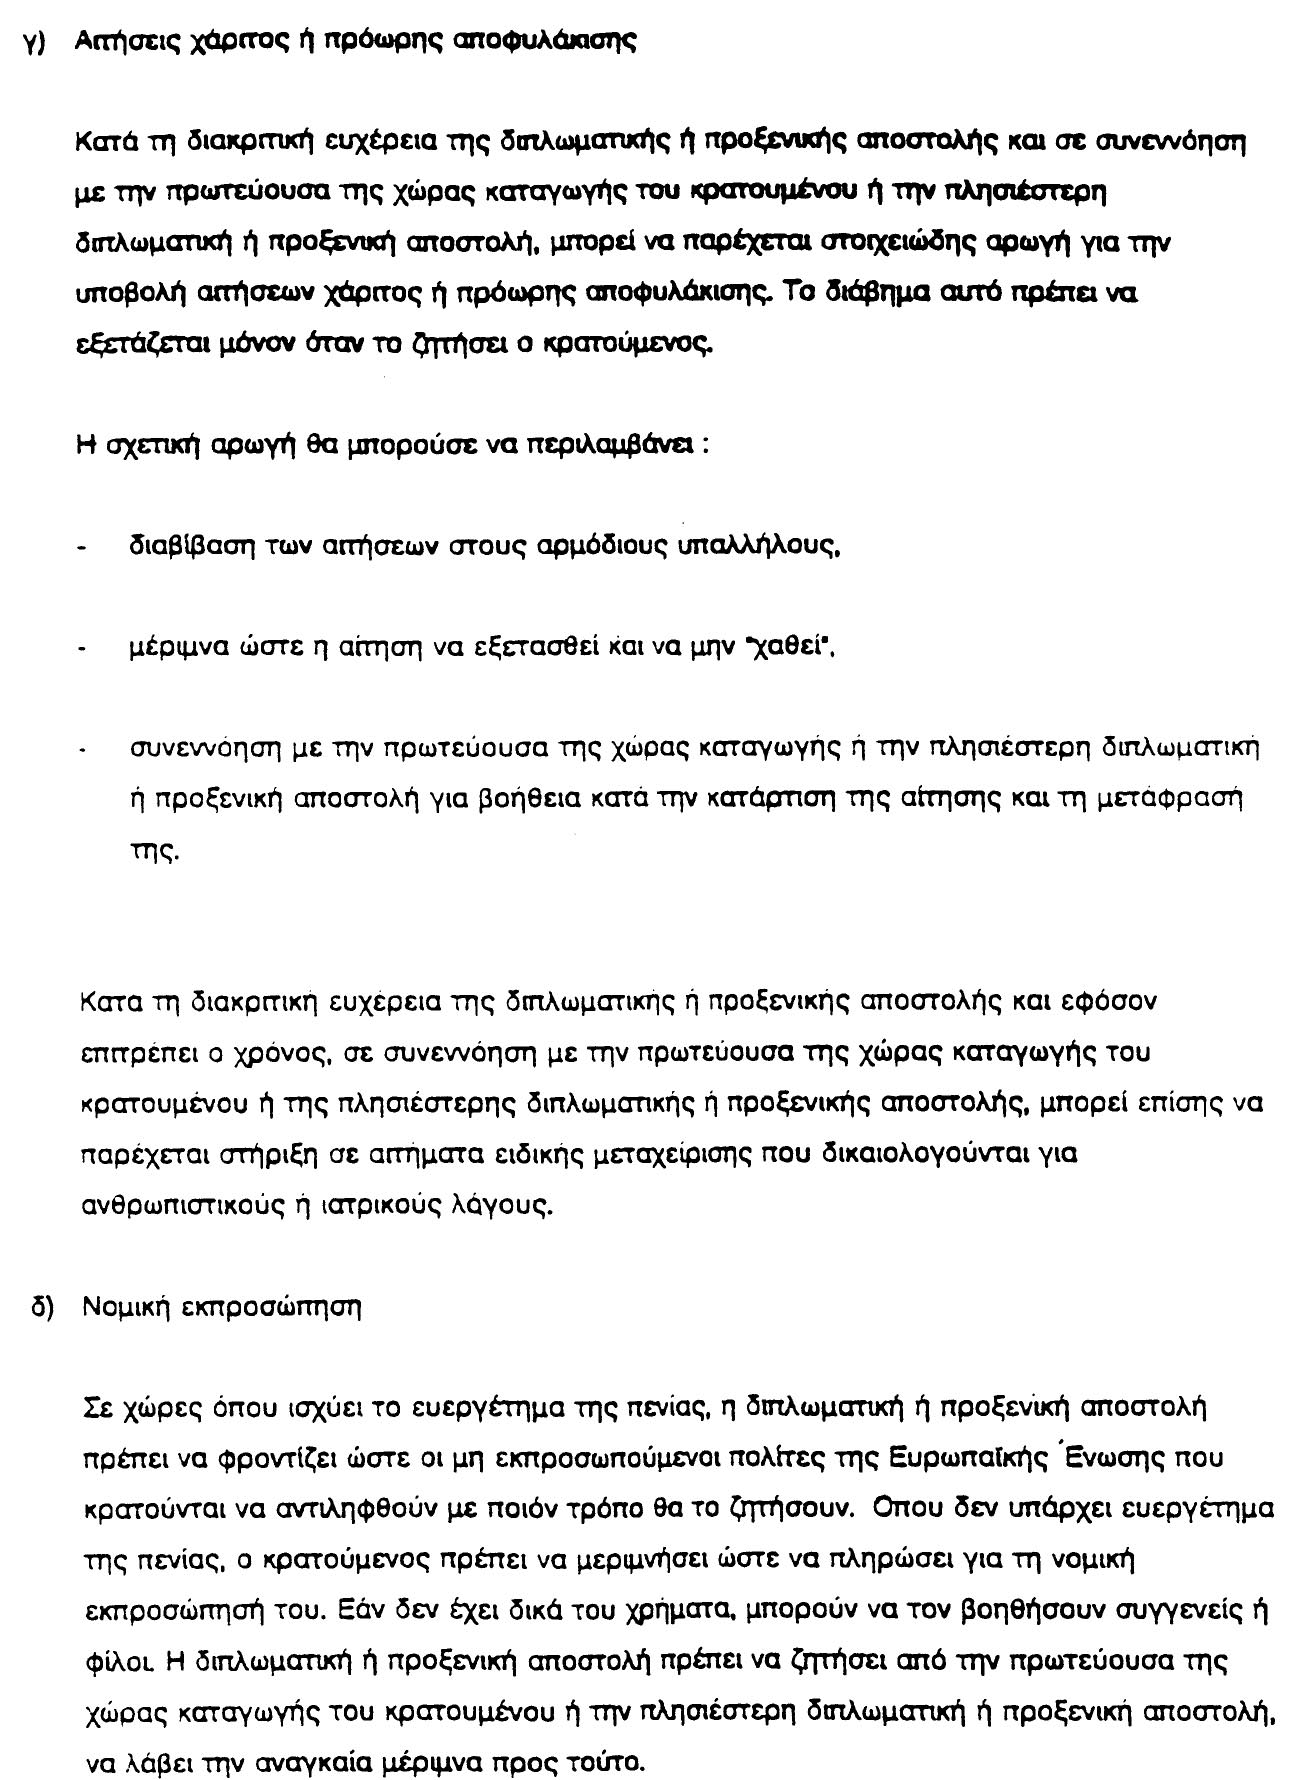 γ) Αιτήσεις χάριτος ή πρόωρης αποφυλάκισης
Κατά τη διακριτική ευχέρεια της διπλωματικής ή προξενικής αποστολής και σε συνεννόηση
με την πρωτεύουσα της χώρας καταγωγής του κρατουμένου ή την πλησιέστερη
διπλωματική ή προξενική αποστολή, μπορεί να παρέχεται στοιχειώδης αρωγή για την
υποβολή αιτήσεων χάριτος ή πρόωρης αποφυλάκισης. Το διάβημα αυτό πρέπει να
εξετάζεται μόνον όταν το ζητήσει ο κρατούμενος.
Η σχετική αρωγή θα μπορούσε να περιλαμβάνει :
- διαβίβαση των αιτήσεων στους αρμόδιους υπαλλήλους,
- μέριμνα ώστε η αίτηση να εξετασθεί και να μην "χαθεί",
- συνεννόηση με την πρωτεύουσα της χώρας καταγωγής ή την πλησιέστερη διπλωματική
ή προξενική αποστολή για βοήθεια κατά την κατάρτιση της αίτησης και τη μετάφρασή
της.
Κατα τη διακριτική ευχέρεια της διπλωματικής ή προξενικής αποστολής και εφόσον
επιτρέπει ο χρόνος, σε συνεννόηση με την πρωτεύουσα της χώρας καταγωγής του
κρατουμένου ή της πλησιέστερης διπλωματικής ή προξενικής αποστολής, μπορεί επίσης να
παρέχεται στήριξη σε αιτήματα ειδικής μεταχείρισης που δικαιολογούνται για
ανθρωπιστικούς ή ιατρικούς λάγους.
δ) Νομική εκπροσώπηση
Σε χώρες όπου ισχύει το ευεργέτημα της πενίας, η διπλωματική ή προξενική αποστολή
πρέπει να φροντίζει ώστε οι μη εκπροσωπούμενοι πολίτες της Ευρωπαϊκής Ένωσης που
κρατούνται να αντιληφθούν με ποιόν τρόπο θα το ζητήσουν. Οπου δεν υπάρχει ευεργέτημα
της πενίας, ο κρατούμενος πρέπει να μεριμνήσει ώστε να πληρώσει για τη νομική
εκπροσώπησή του. Εάν δεν έχει δικά του χρήματα, μπορούν να τον βοηθήσουν συγγενείς ή
φίλοι. Η διπλωματική ή προξενική αποστολή πρέπει να ζητήσει από την πρωτεύουσα της
χώρας καταγωγής του κρατουμένου ή την πλησιέστερη διπλωματική ή προξενική αποστολή,
να λάβει την αναγκαία μέριμνα προς τούτο.